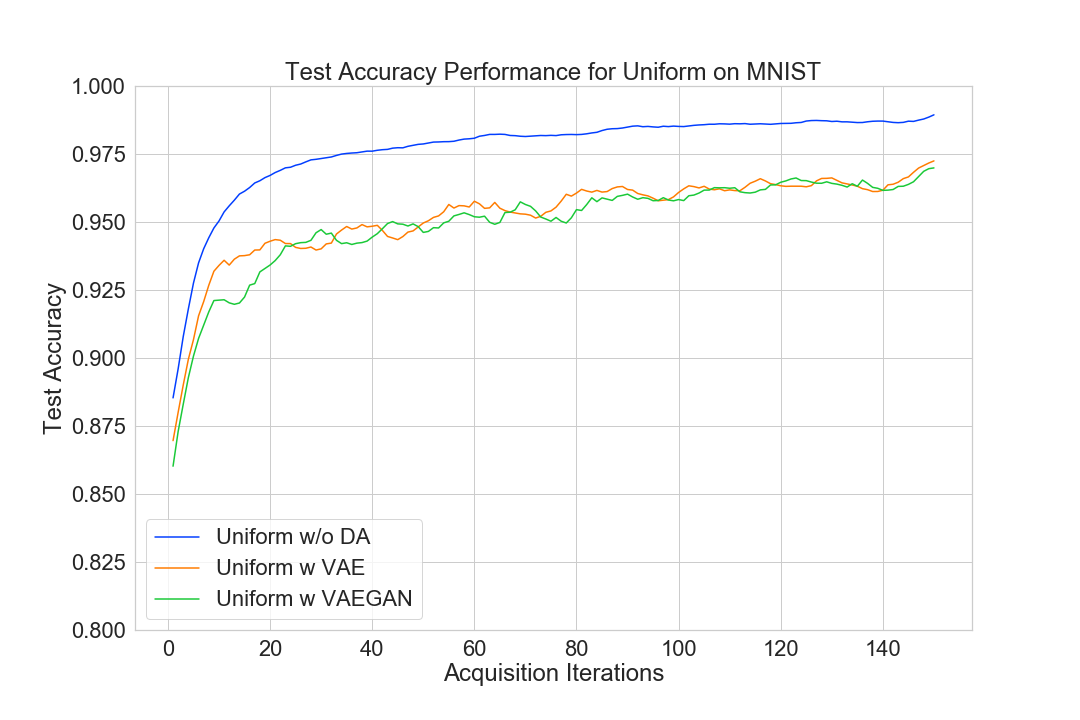 Test Accuracy Performance for Uniform on MNIST
1.000
0.975
0.950
0.925
0.900
0.875
0.850
0.825
0.800
Test Accuracy
Uniform w/o DA
Uniform w VAE
Uniform w VAEGAN
0 20 40 60 80 100 120 140
Acquisition Iterations